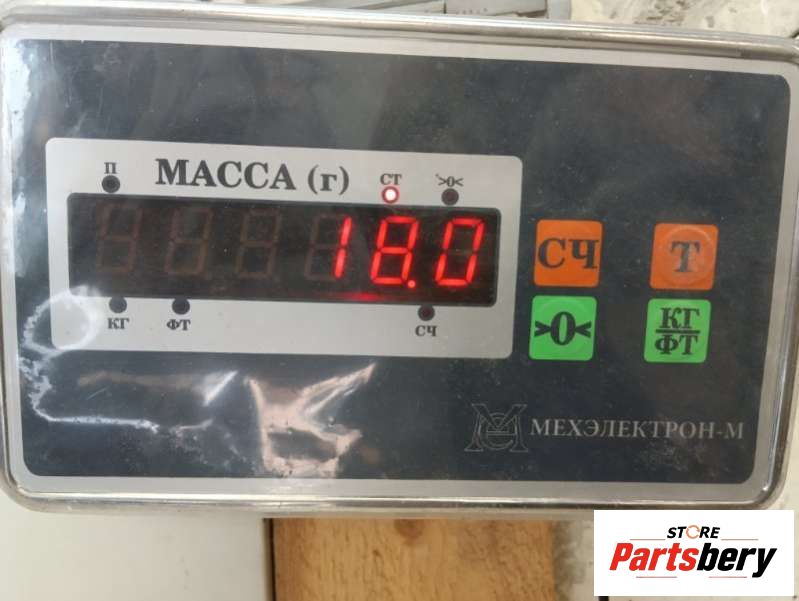 П МАССА (г) СТ >0<
18.0
КГ ФТ СЧ
СЧ Т
>0< КГ
ФТ
МЕХЭЛЕКТРОН-М
STORE
Partsbery